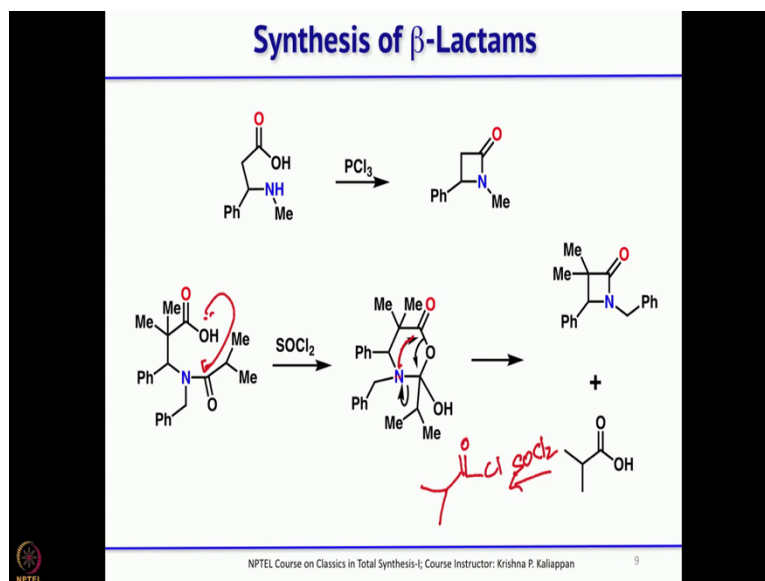 Synthesis of β-Lactams
O
OH
NH
Ph
Me
PCl3
O
N
Ph
Me
O
Me
Me
OH
Me
Ph
N
Me
O
Ph
SOCl2
Me
Me
O
Ph
O
N
Ph
OH
Me
Me
Me
O
Me
N
Ph
Ph
+
O
OH
O
Cl
SOCl2
NPTEL Course on Classics in Total Synthesis-I; Course Instructor: Krishna P. Kaliappan
9
NPTEL